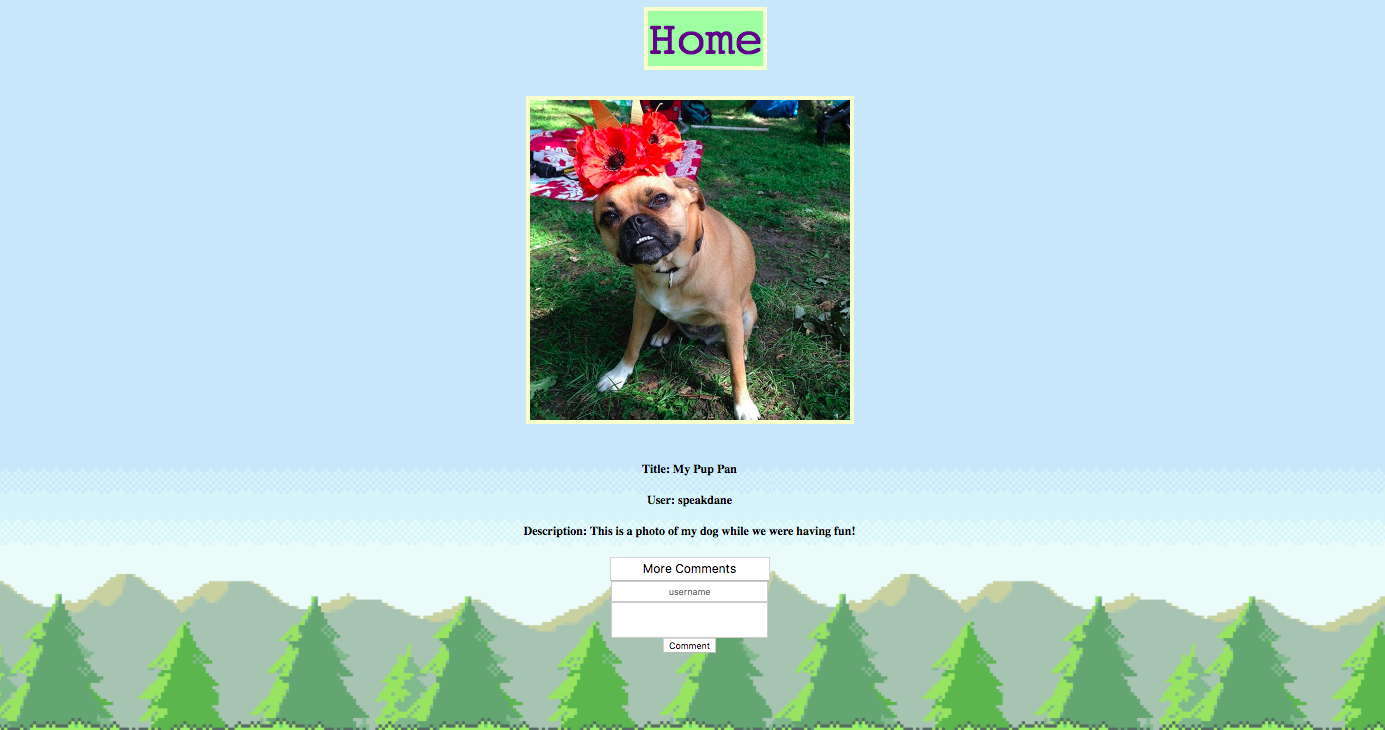 Home
Title: My Pup Pan
User: speakdane
Description: This is a photo of my dog while we were having fun!
More Comments
username
Comment